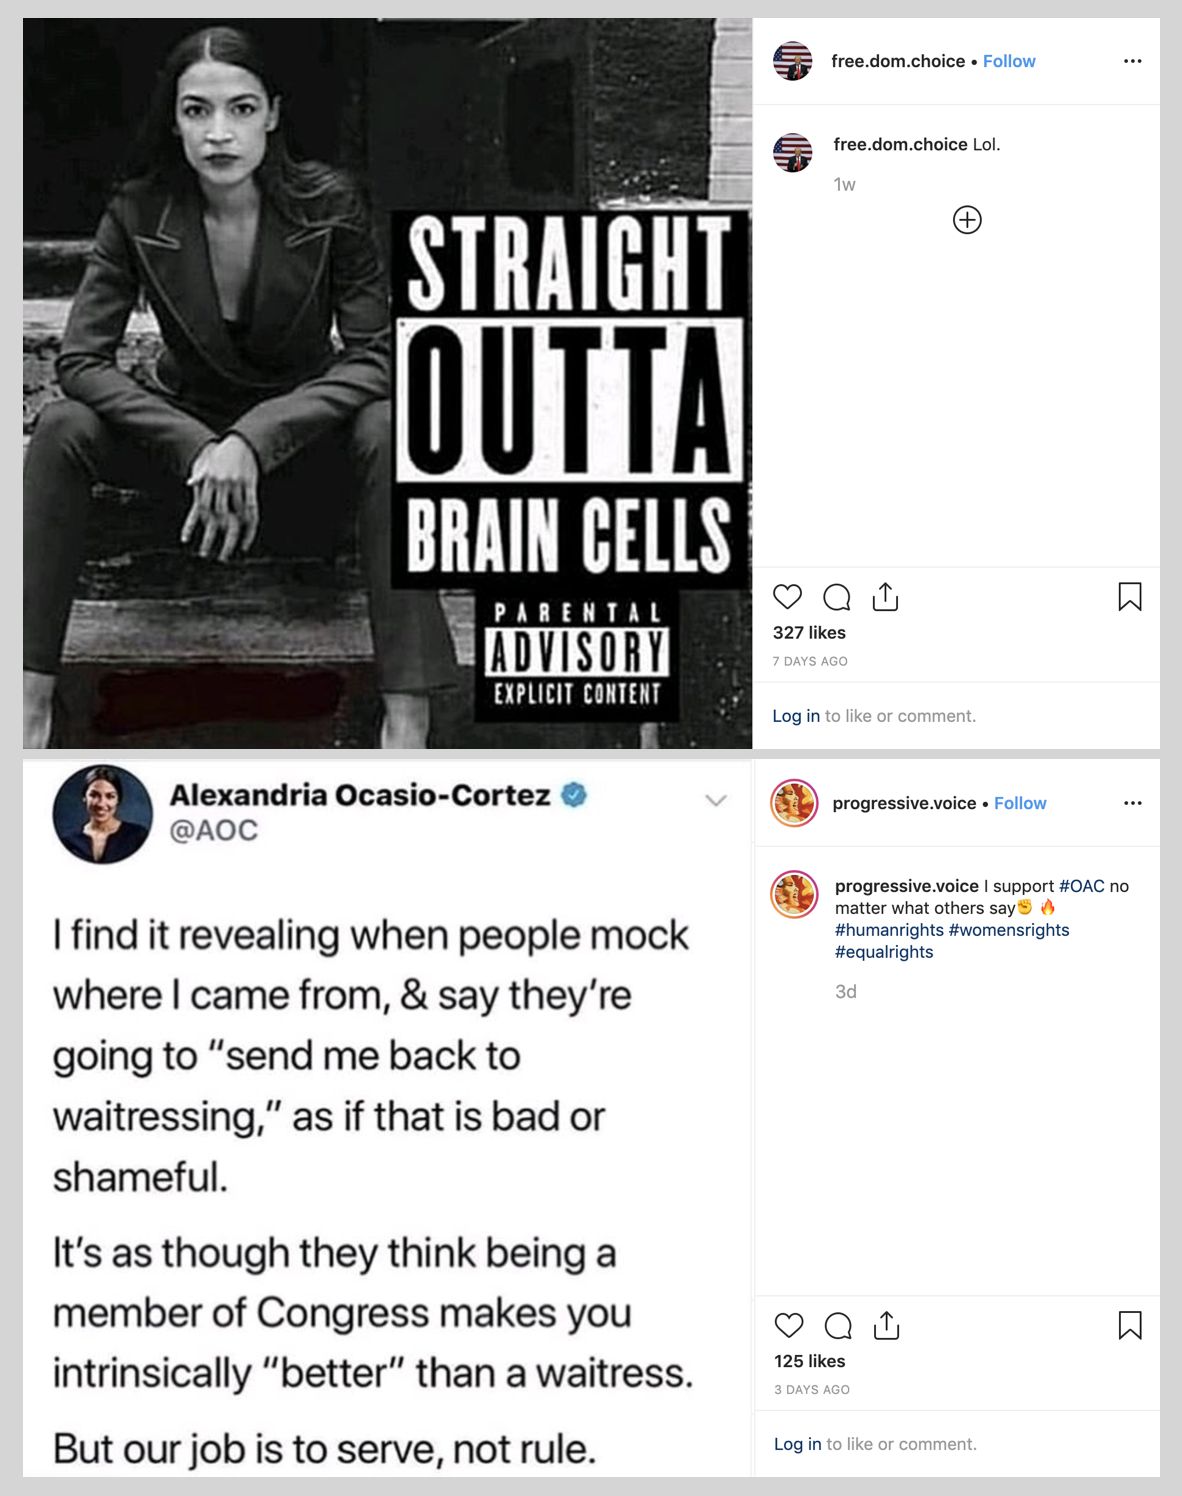 STRAIGHT
OUTTA
BRAIN CELLS
PARENTAL
ADVISORY
EXPLICIT CONTENT
free.dom.choice • Follow
free.dom.choice Lol.
1w
327 likes
7 DAYS AGO
Log in to like or comment.
Alexandria Ocasio-Cortez
@AOC
I find it revealing when people mock
where I came from, & say they're
going to "send me back to
waitressing," as if that is bad or
shameful.
It's as though they think being a
member of Congress makes you
intrinsically "better" than a waitress.
But our job is to serve, not rule.
progressive.voice • Follow
progressive.voice I support #OAC no
matter what others say✊ 🔥
#humanrights #womensrights
#equalrights
3d
125 likes
3 DAYS AGO
Log in to like or comment.